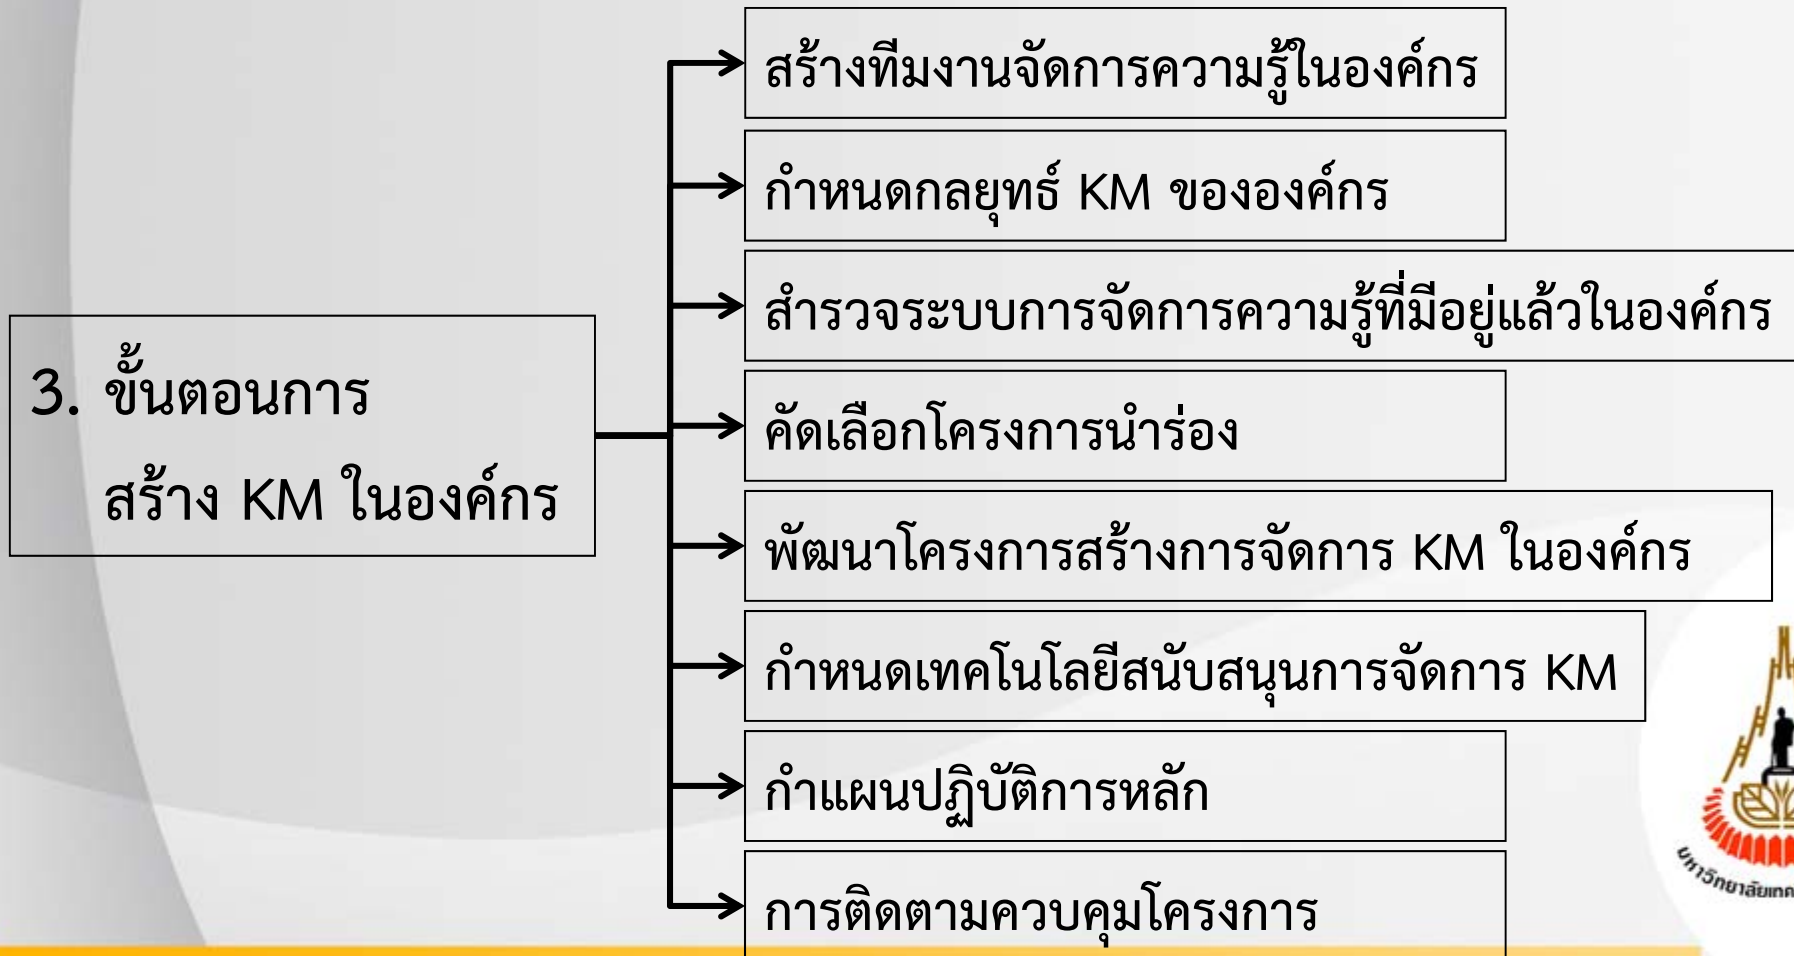 3. ขั้นตอนการ
สร้าง KM ในองค์กร
สร้างทีมงานจัดการความรู้ในองค์กร
กำหนดกลยุทธ์ KM ขององค์กร
สำรวจระบบการจัดการความรู้ที่มีอยู่แล้วในองค์กร
คัดเลือกโครงการนำร่อง
พัฒนาโครงการสร้างการจัดการ KM ในองค์กร
กำหนดเทคโนโลยีสนับสนุนการจัดการ KM
กำแผนปฏิบัติการหลัก
การติดตามควบคุมโครงการ